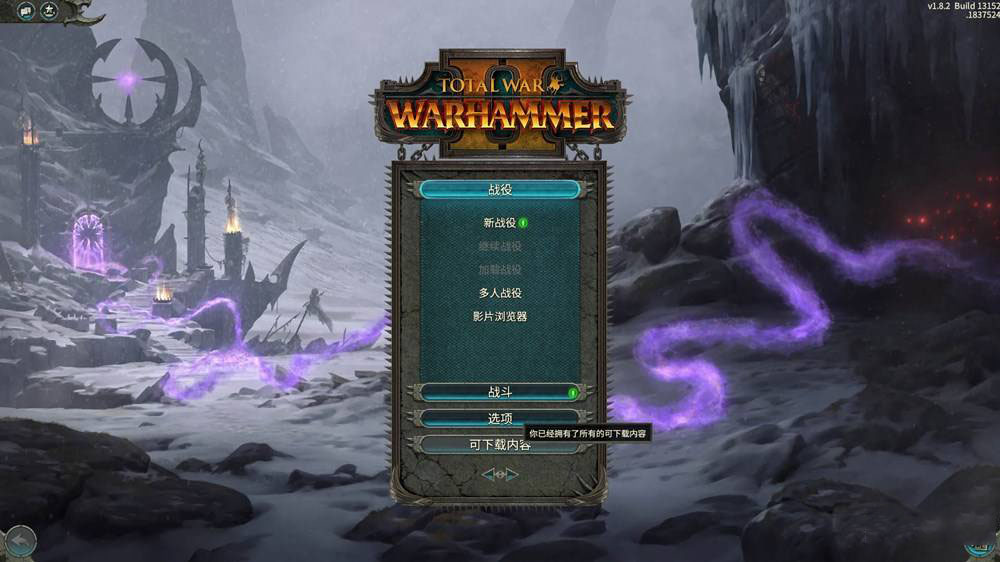 v1.8.2 Build 13152
.1837524
TOTAL WAR
WARHAMMER
II
战役
新战役
继续战役
加载战役
多人战役
影片浏览器
战斗
选项
你已经拥有了所有的可下载内容
可下载内容